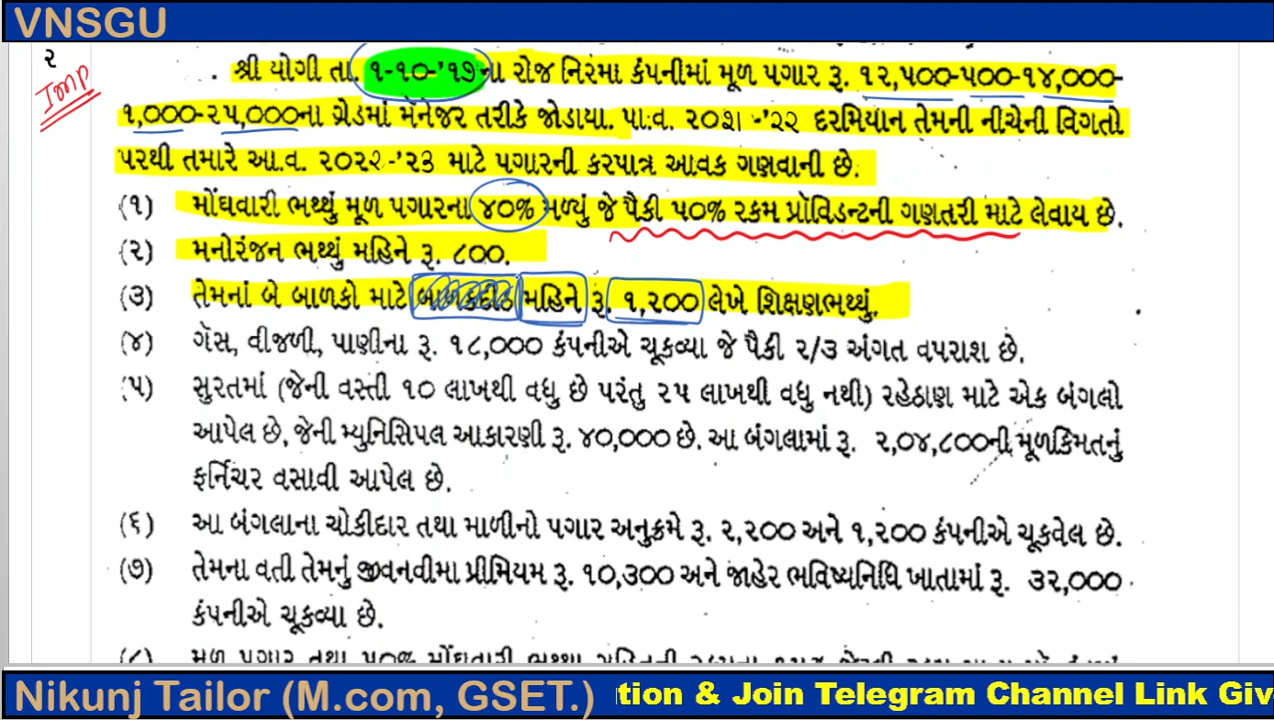 VNSGU
૨
IMP
શ્રી યોગી તા. ૧-૧૦-'૧૭ના રોજ નિરમા કંપનીમાં મૂળ પગાર રૂ. ૧૨,૫૦૦-૫૦૦-૧૪,૦૦૦-
૧,૦૦૦-૨૫,૦૦૦ના ગ્રેડમાં મેનેજર તરીકે જોડાયા. પા.વ. ૨૦૨૧-'૨૨ દરમિયાન તેમની નીચેની વિગતો
પરથી તમારે આ.વ. ૨૦૨૨-'૨૩ માટે પગારની કરપાત્ર આવક ગણવાની છે.
(૧) મોંઘવારી ભથ્થું મૂળ પગારના ૪૦% મળ્યું જે પૈકી ૫૦% રકમ પ્રૉવિડન્ટની ગણતરી માટે લેવાય છે.
(૨) મનોરંજન ભથ્થું મહિને રૂ. ૮૦૦.
(૩) તેમનાં બે બાળકો માટે બાળકદીઠ મહિને રૂ. ૧,૨૦૦ લેખે શિક્ષણભથ્થું.
(૪) ગૅસ, વીજળી, પાણીના રૂ. ૧૮,૦૦૦ કંપનીએ ચૂકવ્યા જે પૈકી ૨/૩ અંગત વપરાશ છે.
(૫) સુરતમાં (જેની વસ્તી ૧૦ લાખથી વધુ છે પરંતુ ૨૫ લાખથી વધુ નથી) રહેઠાણ માટે એક બંગલો
આપેલ છે, જેની મ્યુનિસિપલ આકારણી રૂ. ૪૦,૦૦૦ છે. આ બંગલામાં રૂ. ૨,૦૪,૮૦૦ની મૂળકિંમતનું
ફર્નિચર વસાવી આપેલ છે.
(૬) આ બંગલાના ચોકીદાર તથા માળીનો પગાર અનુક્રમે રૂ. ૨,૨૦૦ અને ૧,૨૦૦ કંપનીએ ચૂકવેલ છે.
(૭) તેમના વતી તેમનું જીવનવીમા પ્રીમિયમ રૂ. ૧૦,૩૦૦ અને જાહેર ભવિષ્યનિધિ ખાતામાં રૂ. ૩૨,૦૦૦
કંપનીએ ચૂકવ્યા છે.
(૮) મૂળ પગાર તથા ૫૦% મોંઘવારી ભથ્થા
Nikunj Tailor (M.com, GSET.) tion & Join Telegram Channel Link Giv